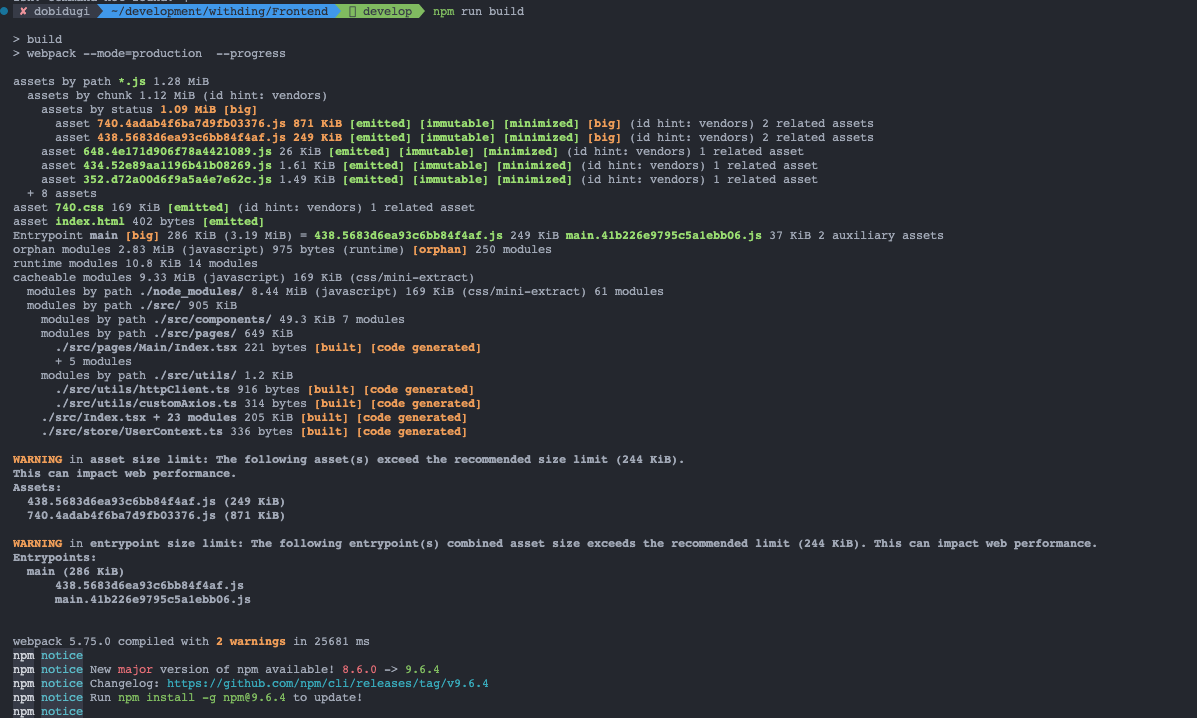 ✘ dobidugi ~/development/withding/Frontend develop npm run build
> build
> webpack --mode=production --progress
assets by path *.js 1.28 MiB
assets by chunk 1.12 MiB (id hint: vendors)
assets by status 1.09 MiB [big]
asset 740.4adab4f6ba7d9fb03376.js 871 KiB [emitted] [immutable] [minimized] [big] (id hint: vendors) 2 related assets
asset 438.5683d6ea93c6bb84f4af.js 249 KiB [emitted] [immutable] [minimized] [big] (id hint: vendors) 2 related assets
asset 648.4e171d906f78a4421089.js 26 KiB [emitted] [immutable] [minimized] (id hint: vendors) 1 related asset
asset 434.52e89aa1196b41b08269.js 1.61 KiB [emitted] [immutable] [minimized] (id hint: vendors) 1 related asset
asset 352.d72a00d6f9a5a4e7e62c.js 1.49 KiB [emitted] [immutable] [minimized] (id hint: vendors) 1 related asset
+ 8 assets
asset 740.css 169 KiB [emitted] (id hint: vendors) 1 related asset
asset index.html 402 bytes [emitted]
Entrypoint main [big] 286 KiB (3.19 MiB) = 438.5683d6ea93c6bb84f4af.js 249 KiB main.41b226e9795c5a1ebb06.js 37 KiB 2 auxiliary assets
orphan modules 2.83 MiB (javascript) 975 bytes (runtime) [orphan] 250 modules
runtime modules 10.8 KiB 14 modules
cacheable modules 9.33 MiB (javascript) 169 KiB (css/mini-extract)
modules by path ./node_modules/ 8.44 MiB (javascript) 169 KiB (css/mini-extract) 61 modules
modules by path ./src/ 905 KiB
modules by path ./src/components/ 49.3 KiB 7 modules
modules by path ./src/pages/ 649 KiB
./src/pages/Main/Index.tsx 221 bytes [built] [code generated]
+ 5 modules
modules by path ./src/utils/ 1.2 KiB
./src/utils/httpClient.ts 916 bytes [built] [code generated]
./src/utils/customAxios.ts 314 bytes [built] [code generated]
./src/Index.tsx + 23 modules 205 KiB [built] [code generated]
./src/store/UserContext.ts 336 bytes [built] [code generated]
WARNING in asset size limit: The following asset(s) exceed the recommended size limit (244 KiB).
This can impact web performance.
Assets:
438.5683d6ea93c6bb84f4af.js (249 KiB)
740.4adab4f6ba7d9fb03376.js (871 KiB)
WARNING in entrypoint size limit: The following entrypoint(s) combined asset size exceeds the recommended limit (244 KiB). This can impact web performance.
Entrypoints:
main (286 KiB)
438.5683d6ea93c6bb84f4af.js
main.41b226e9795c5a1ebb06.js
webpack 5.75.0 compiled with 2 warnings in 25681 ms
npm notice
npm notice New major version of npm available! 8.6.0 -> 9.6.4
npm notice Changelog: https://github.com/npm/cli/releases/tag/v9.6.4
npm notice Run npm install -g npm@9.6.4 to update!
npm notice